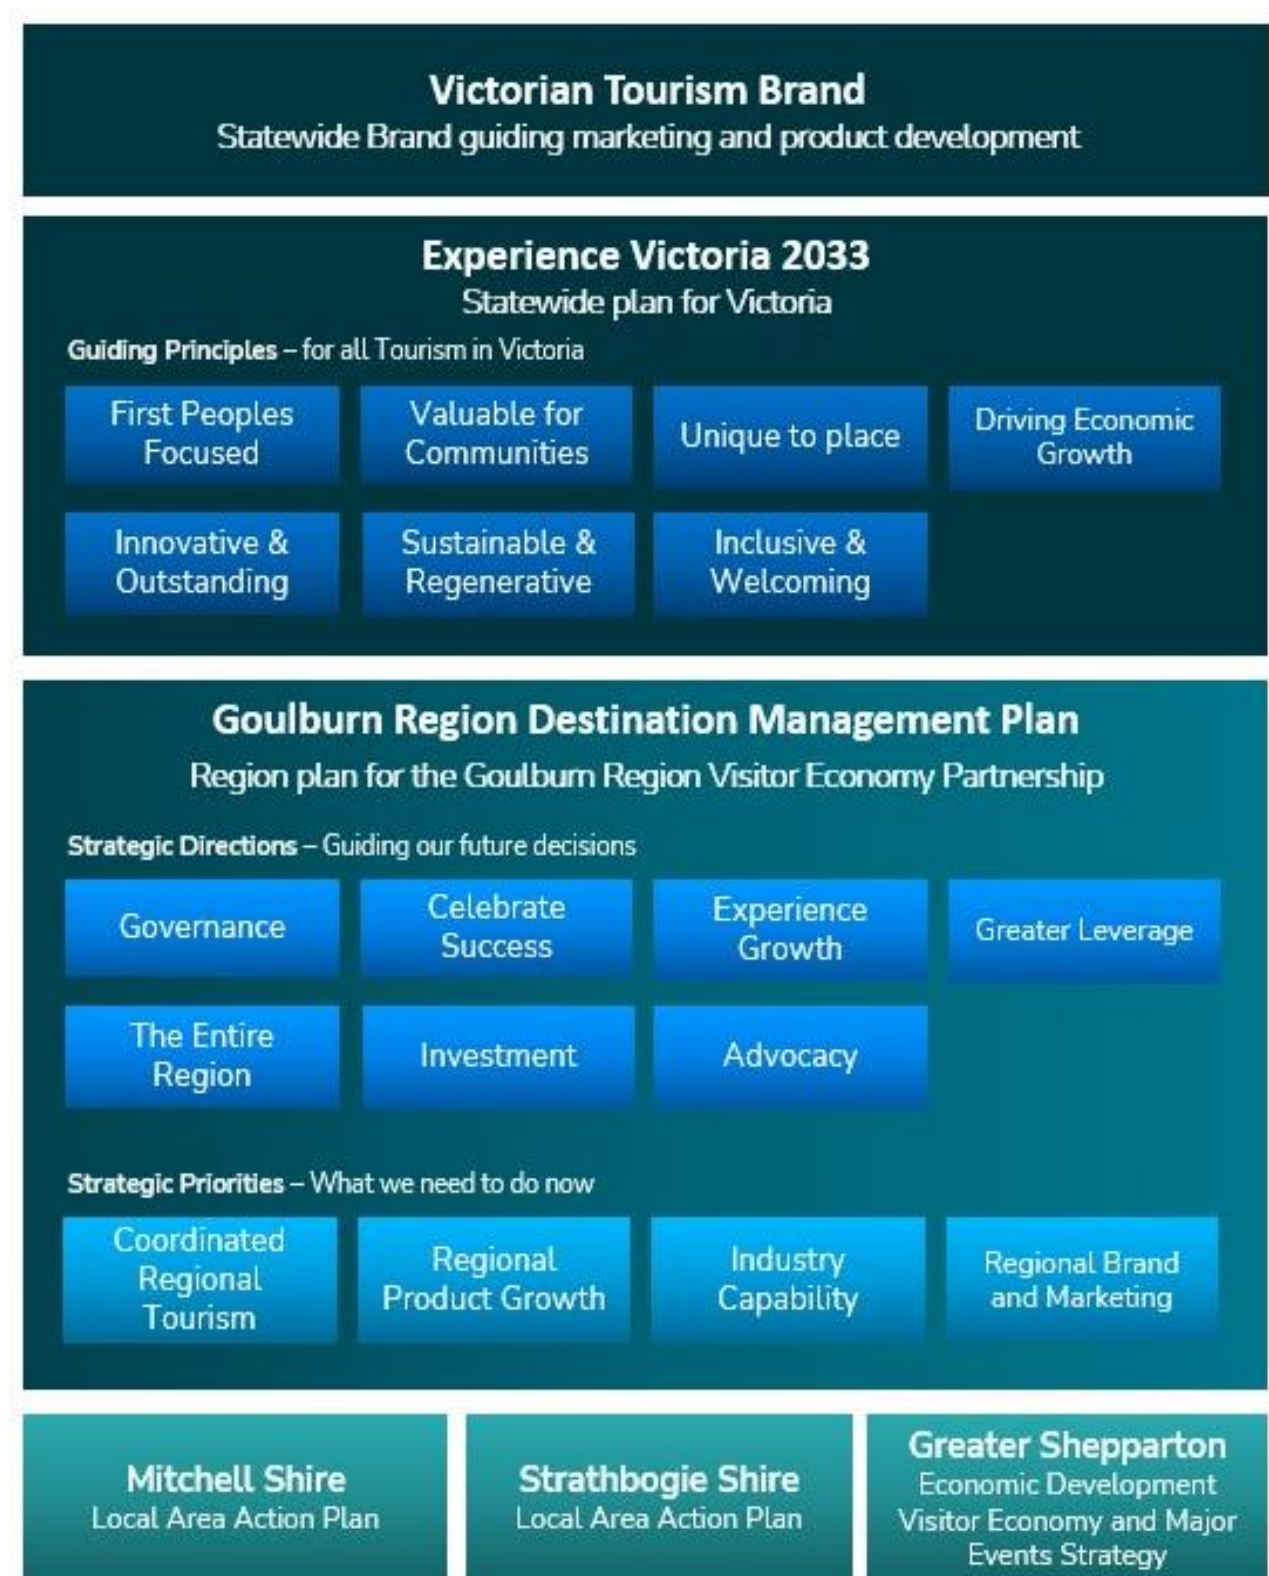 Victorian Tourism Brand
Statewide Brand guiding marketing and product development
Experience Victoria 2033
Statewide plan for Victoria
Guiding Principles – for all Tourism in Victoria
First Peoples
Focused
Valuable for
Communities
Unique to place
Driving Economic
Growth
Innovative &
Outstanding
Sustainable &
Regenerative
Inclusive &
Welcoming
Goulburn Region Destination Management Plan
Region plan for the Goulburn Region Visitor Economy Partnership
Strategic Directions – Guiding our future decisions
Governance
Celebrate
Success
Experience
Growth
Greater Leverage
The Entire
Region
Investment
Advocacy
Strategic Priorities – What we need to do now
Coordinated
Regional
Tourism
Regional
Product Growth
Industry
Capability
Regional Brand
and Marketing
Mitchell Shire
Local Area Action Plan
Strathbogie Shire
Local Area Action Plan
Greater Shepparton
Economic Development
Visitor Economy and Major
Events Strategy